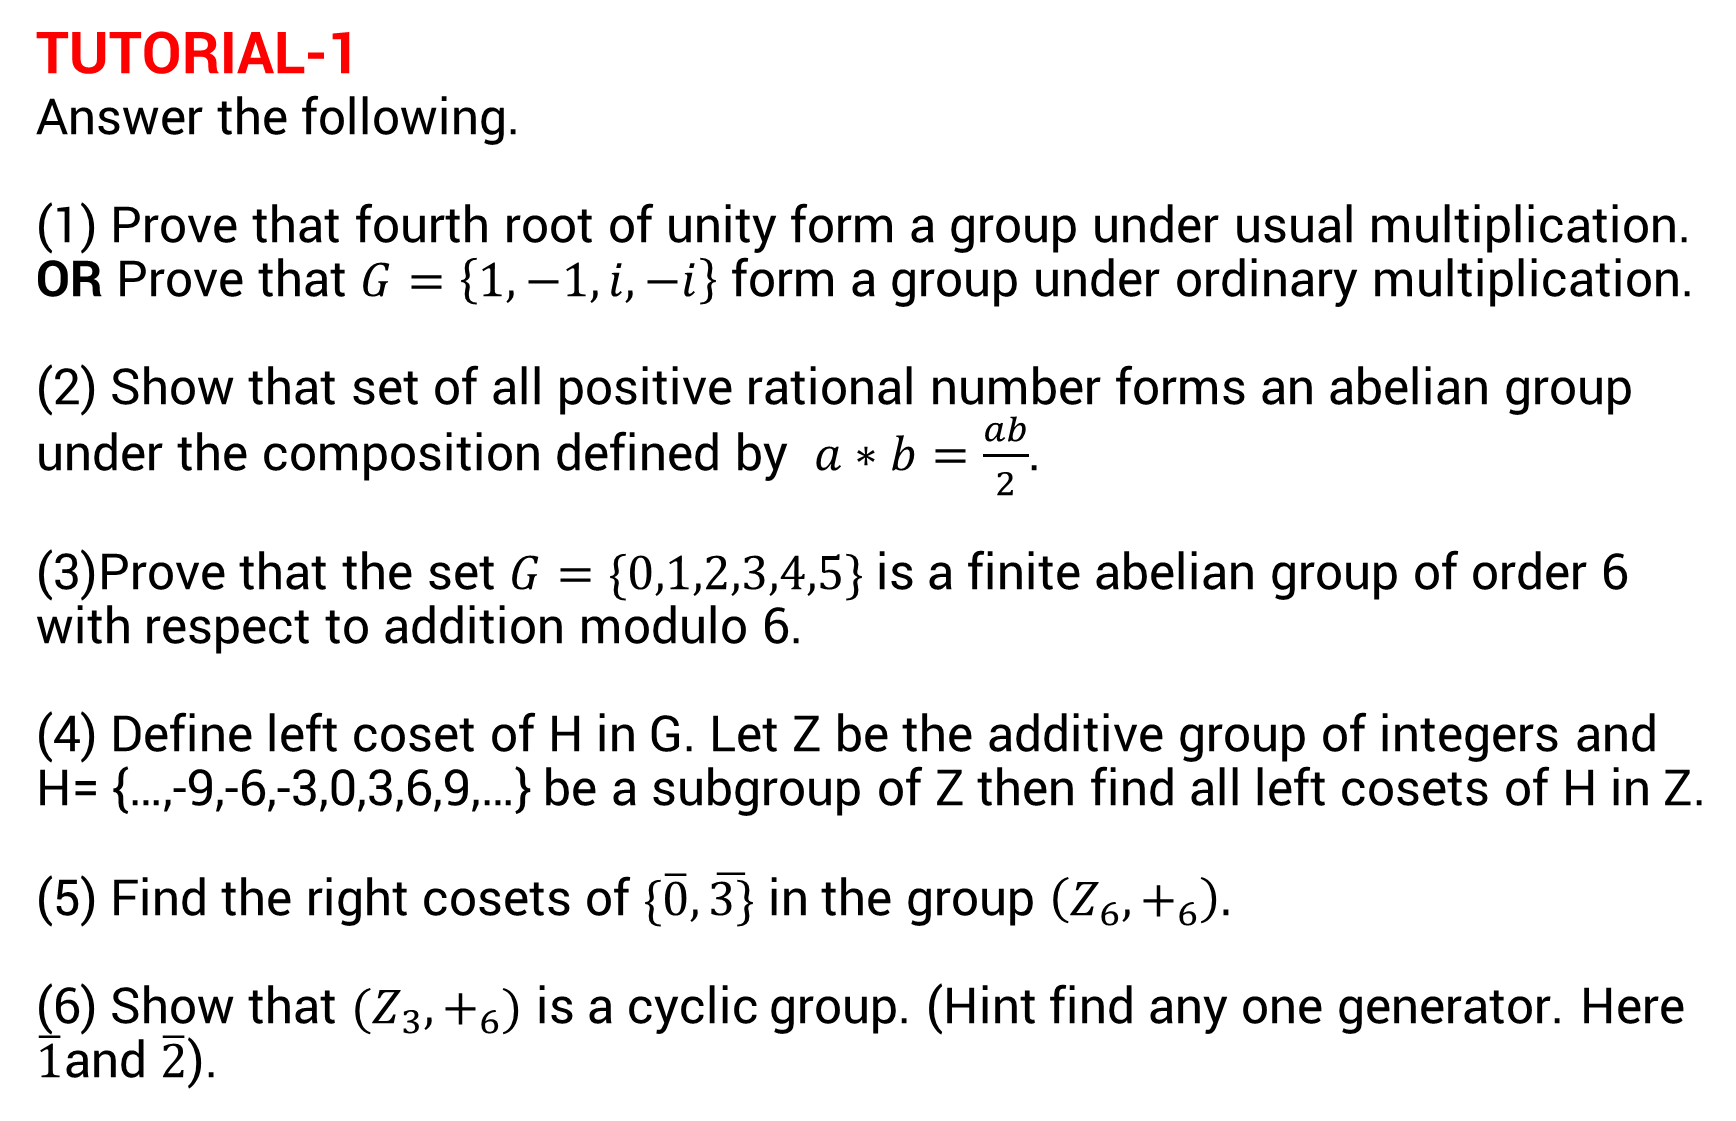 TUTORIAL-1
Answer the following.
(1) Prove that fourth root of unity form a group under usual multiplication.
OR Prove that G = {1, −1, i, −i} form a group under ordinary multiplication.
(2) Show that set of all positive rational number forms an abelian group
under the composition defined by a ∗ b = ab/2.
(3)Prove that the set G = {0,1,2,3,4,5} is a finite abelian group of order 6
with respect to addition modulo 6.
(4) Define left coset of H in G. Let Z be the additive group of integers and
H= {…,-9,-6,-3,0,3,6,9,…} be a subgroup of Z then find all left cosets of H in Z.
(5) Find the right cosets of {0̅, 3̅} in the group (Z₆, +₆).
(6) Show that (Z₃, +₆) is a cyclic group. (Hint find any one generator. Here
1̅and 2̅).